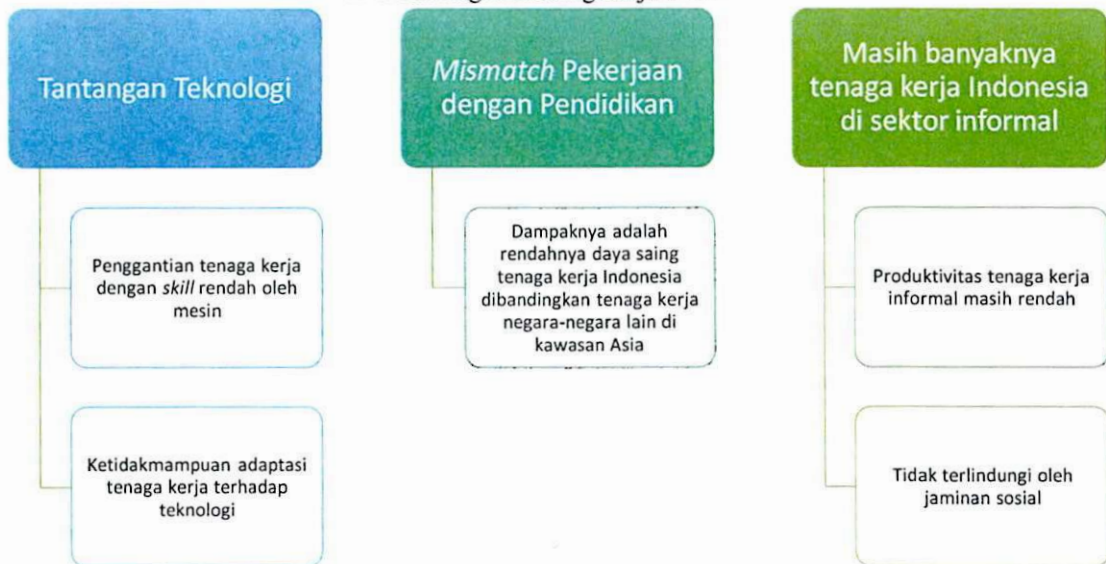 Tantangan Teknologi
Penggantian tenaga kerja
dengan skill rendah oleh
mesin
Ketidakmampuan adaptasi
tenaga kerja terhadap
teknologi
Mismatch Pekerjaan
dengan Pendidikan
Dampaknya adalah
rendahnya daya saing
tenaga kerja Indonesia
dibandingkan tenaga kerja
negara-negara lain di
kawasan Asia
Masih banyaknya
tenaga kerja Indonesia
di sektor informal
Produktivitas tenaga kerja
informal masih rendah
Tidak terlindungi oleh
jaminan sosial